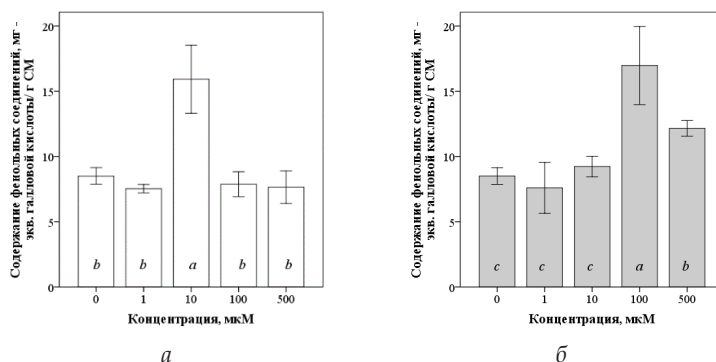 Содержание фенольных соединений, мг -
экв. галловой кислоты/ г СМ
20
15
10
5
0
b b a b b
0 1 10 100 500
Концентрация, мкМ
а
Содержание фенольных соединений, мг -
экв. галловой кислоты/ г СМ
20
15
10
5
0
c c c a b
0 1 10 100 500
Концентрация, мкМ
б